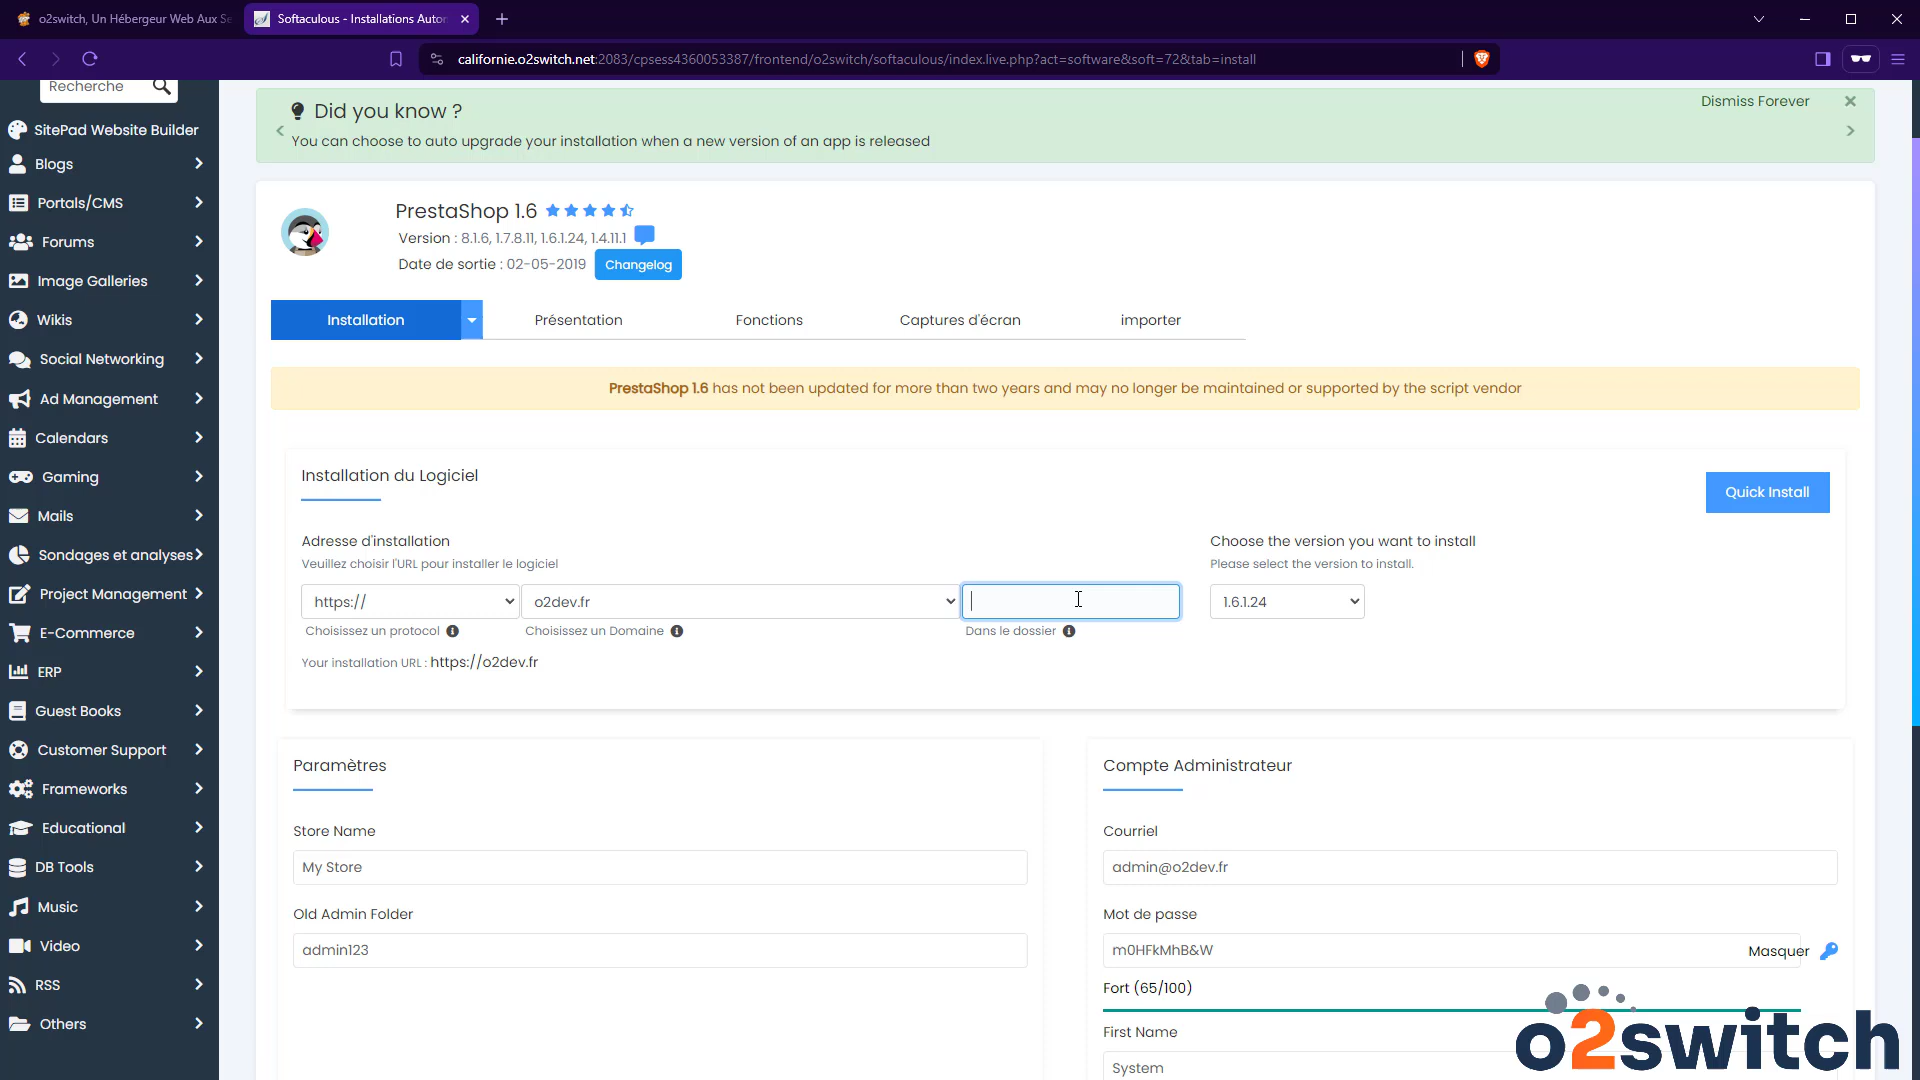 o2switch, Un Hébergeur Web Aux Se
Softaculous - Installations Autor
californie.o2switch.net:2083/cpsess4360053387/frontend/o2switch/softaculous/index.live.php?act=software&soft=72&tab=install
Recherche
SitePad Website Builder
Blogs
Portals/CMS
Forums
Image Galleries
Wikis
Social Networking
Ad Management
Calendars
Gaming
Mails
Sondages et analyses
Project Management
E-Commerce
ERP
Guest Books
Customer Support
Frameworks
Educational
DB Tools
Music
Video
RSS
Others
Did you know ?
Dismiss Forever
You can choose to auto upgrade your installation when a new version of an app is released
PrestaShop 1.6
Version : 8.1.6, 1.7.8.11, 1.6.1.24, 1.4.11.1
Date de sortie : 02-05-2019 Changelog
Installation Présentation Fonctions Captures d'écran importer
PrestaShop 1.6 has not been updated for more than two years and may no longer be maintained or supported by the script vendor
Installation du Logiciel
Quick Install
Adresse d'installation
Veuillez choisir l'URL pour installer le logiciel
Choose the version you want to install
Please select the version to install.
https:// o2dev.fr 1.6.1.24
Choisissez un protocol Choisissez un Domaine Dans le dossier
Your installation URL : https://o2dev.fr
Paramètres
Store Name
My Store
Old Admin Folder
admin123
Compte Administrateur
Courriel
admin@o2dev.fr
Mot de passe
m0HFkMhB&W Masquer
Fort (65/100)
First Name
System
o2switch